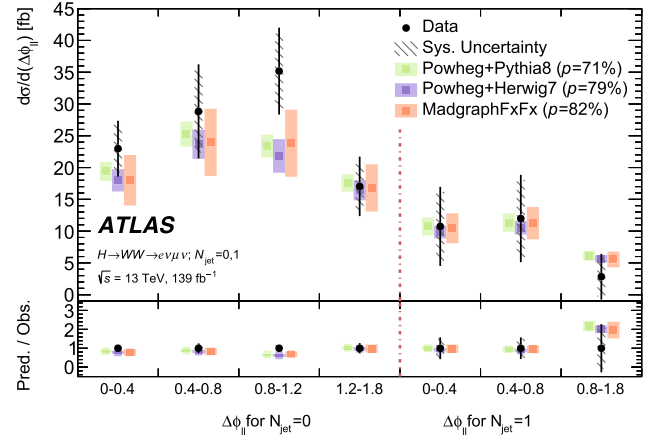 dσ/d(Δϕ||) [fb]
45
40
35
30
25
20
15
10
5
0
Data
Sys. Uncertainty
Powheg+Pythia8 (p=71%)
Powheg+Herwig7 (p=79%)
MadgraphFxFx (p=82%)
ATLAS
H→WW→eνμν; Njet=0,1
√s = 13 TeV, 139 fb⁻¹
Pred. / Obs.
3
2
1
0
0-0.4 0.4-0.8 0.8-1.2 1.2-1.8 0-0.4 0.4-0.8 0.8-1.8
Δϕ|| for Njet=0 Δϕ|| for Njet=1